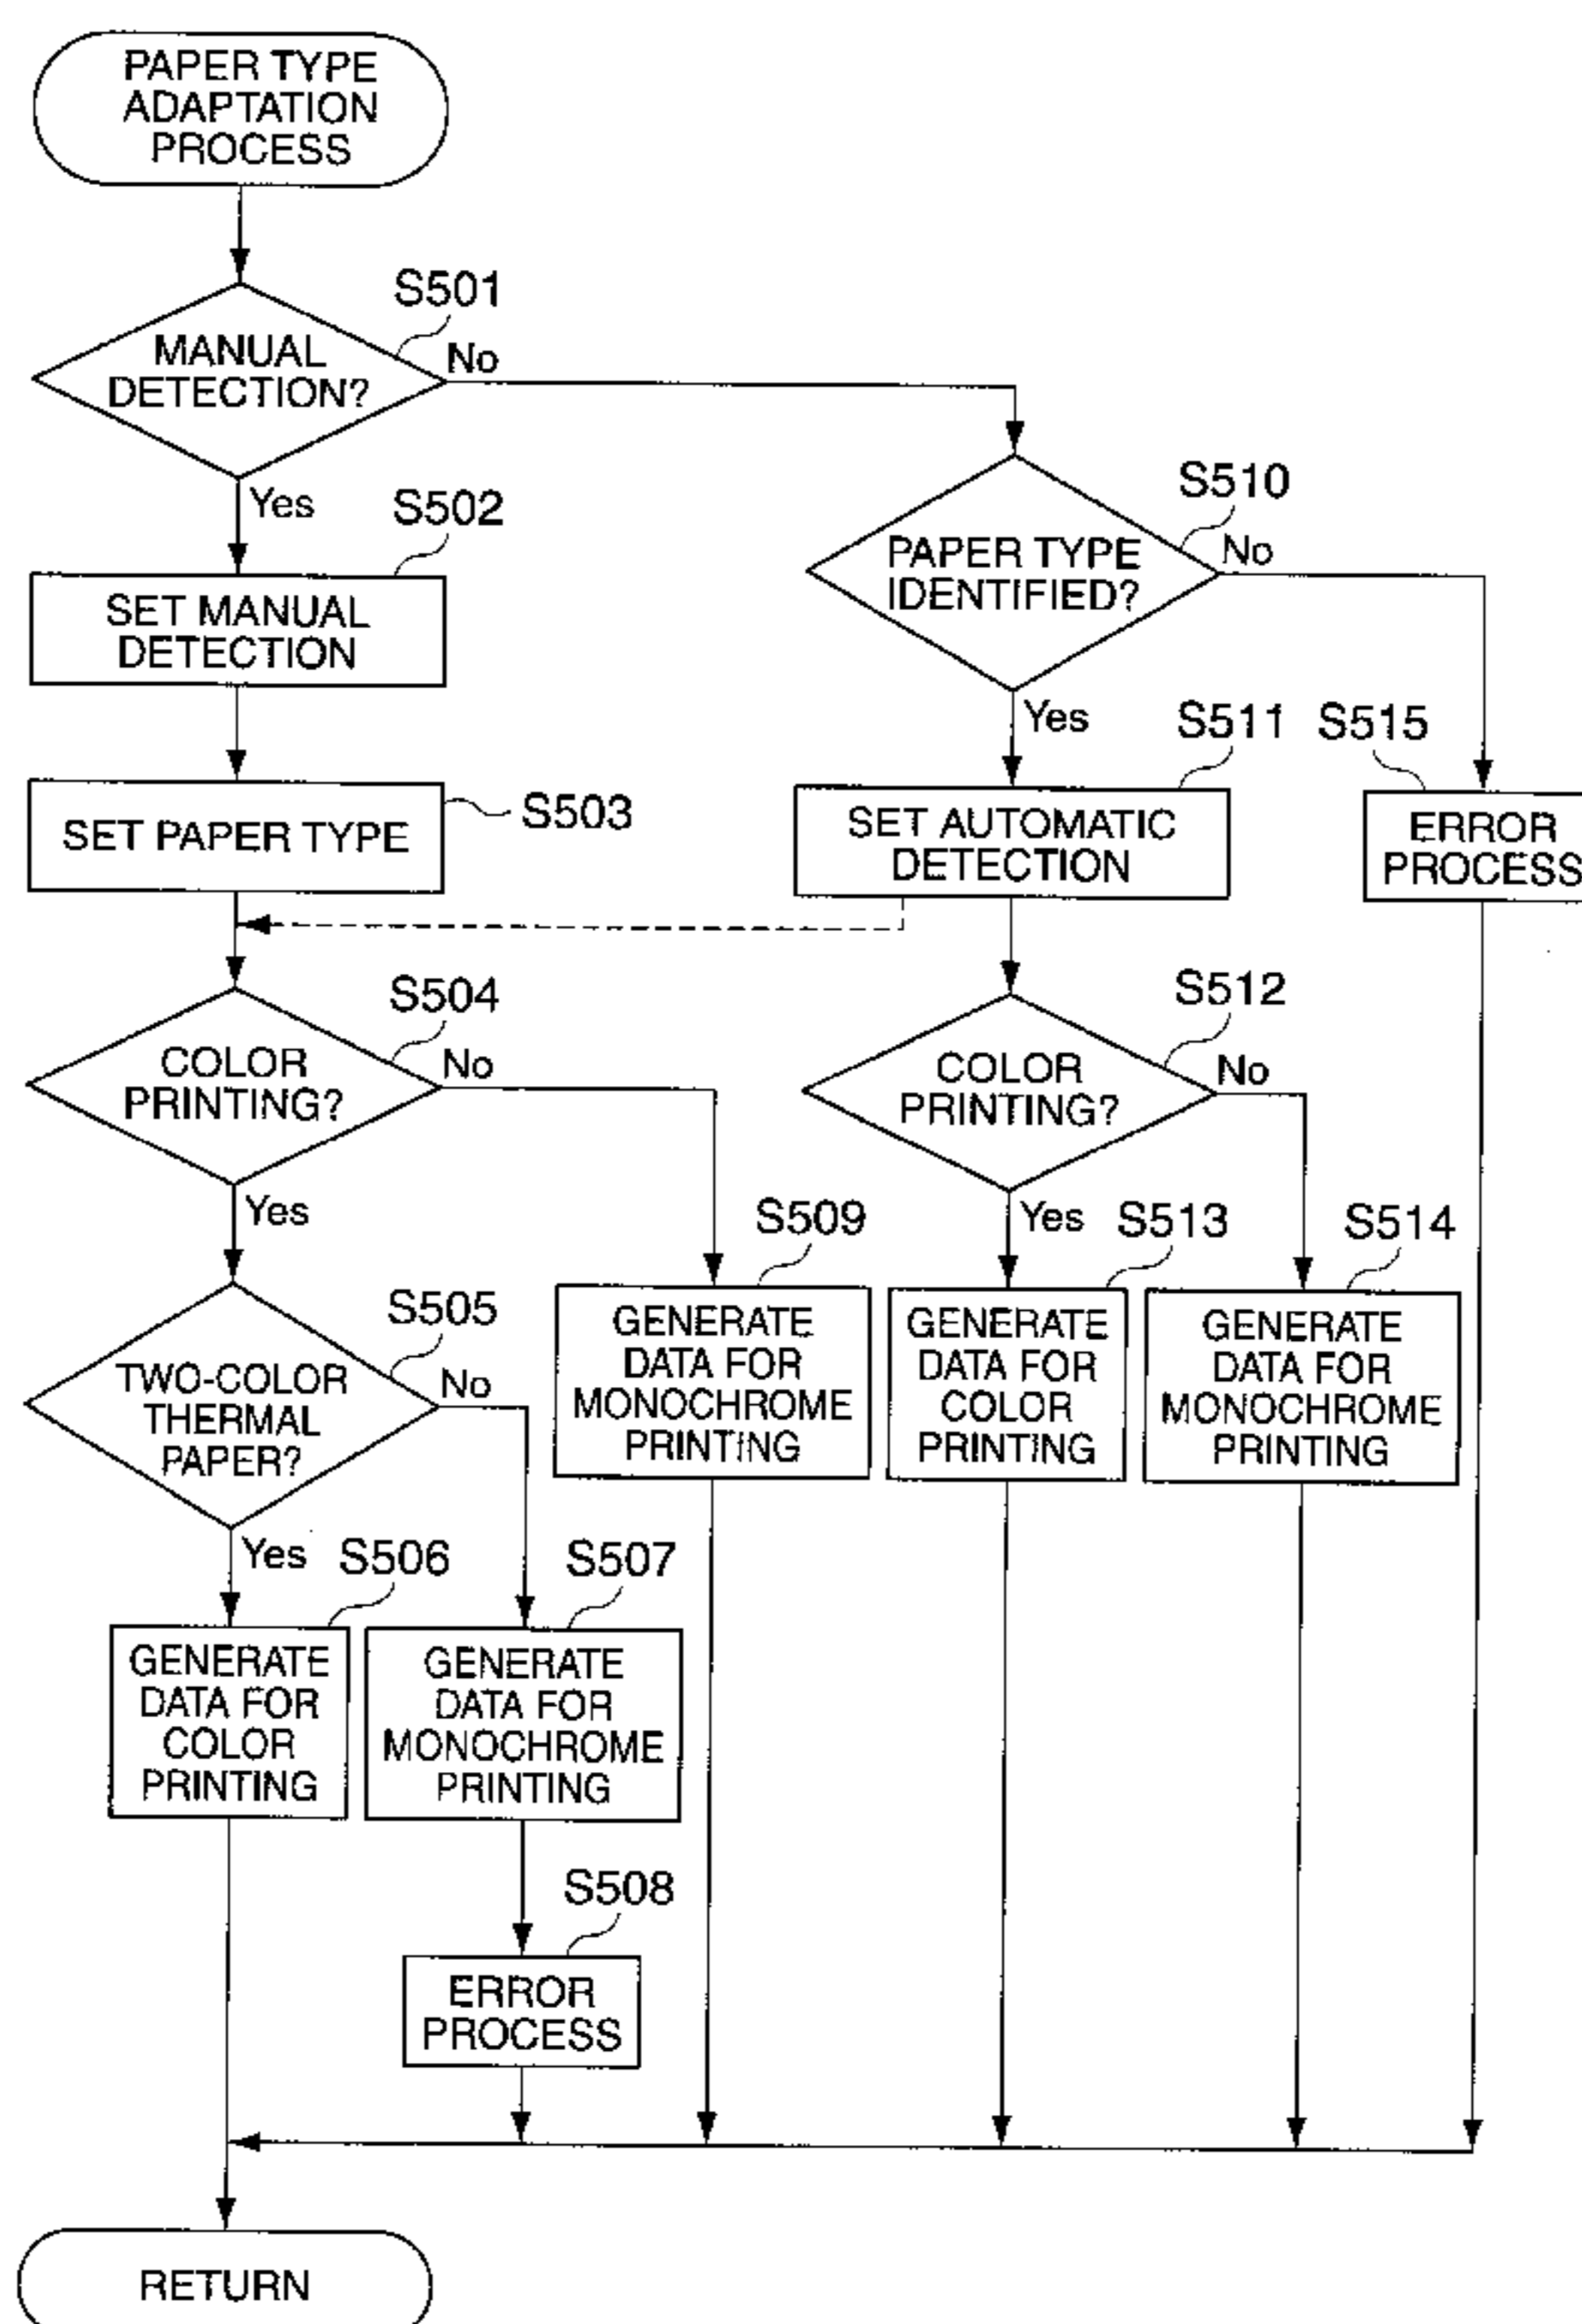 PAPER TYPE
ADAPTATION
PROCESS
S501
MANUAL
DETECTION?
No
Yes
S502
SET MANUAL
DETECTION
S510
PAPER TYPE
IDENTIFIED?
No
Yes
S503
SET PAPER TYPE
S511
SET AUTOMATIC
DETECTION
S515
ERROR
PROCESS
S504
COLOR
PRINTING?
No
Yes
S512
COLOR
PRINTING?
No
Yes
S505
TWO-COLOR
THERMAL
PAPER?
No
Yes
S509
GENERATE
DATA FOR
MONOCHROME
PRINTING
S513
GENERATE
DATA FOR
COLOR
PRINTING
S514
GENERATE
DATA FOR
MONOCHROME
PRINTING
S506
GENERATE
DATA FOR
COLOR
PRINTING
S507
GENERATE
DATA FOR
MONOCHROME
PRINTING
S508
ERROR
PROCESS
RETURN